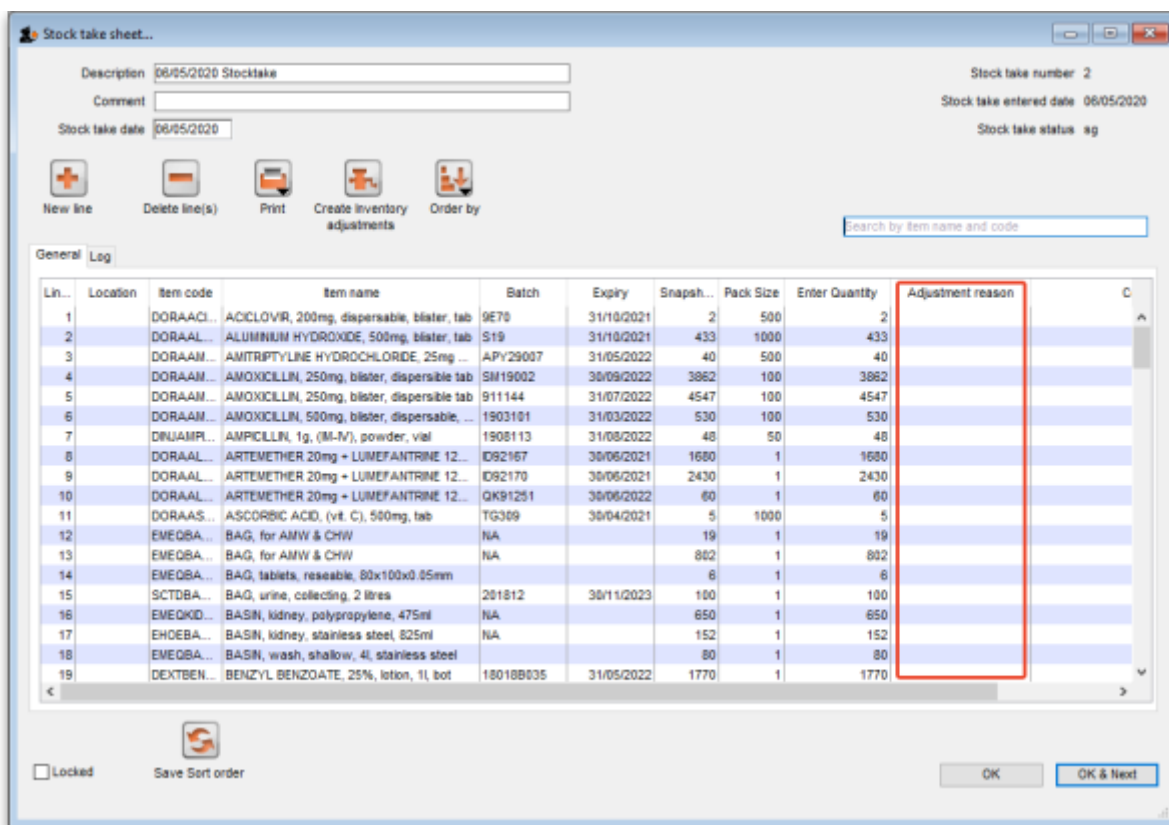 Stock take sheet...
Description 06/05/2020 Stocktake Stock take number 2
Comment Stock take entered date 06/05/2020
Stock take date 06/05/2020 Stock take status sg
New line Delete line(s) Print Create Inventory adjustments Order by
Search by item name and code
General Log
Lin... Location Item code Item name Batch Expiry Snapsh... Pack Size Enter Quantity Adjustment reason C
1 DORAACI... ACICLOVIR, 200mg, dispersable, blister, tab 9E70 31/10/2021 2 500 2
2 DORAAL... ALUMINIUM HYDROXIDE, 500mg, blister, tab S19 31/10/2021 433 1000 433
3 DORAAM... AMITRIPTYLINE HYDROCHLORIDE, 25mg ... APY29007 31/05/2022 40 500 40
4 DORAAM... AMOXICILLIN, 250mg, blister, dispersible tab SM19002 30/09/2022 3862 100 3862
5 DORAAM... AMOXICILLIN, 250mg, blister, dispersible tab 911144 31/07/2022 4547 100 4547
6 DORAAM... AMOXICILLIN, 500mg, blister, dispersable, ... 1903101 31/03/2022 530 100 530
7 DINJAMPI... AMPICILLIN, 1g, (IM-IV), powder, vial 1908113 31/08/2022 48 50 48
8 DORAAL... ARTEMETHER 20mg + LUMEFANTRINE 12... ID92167 30/06/2021 1680 1 1680
9 DORAAL... ARTEMETHER 20mg + LUMEFANTRINE 12... ID92170 30/06/2021 2430 1 2430
10 DORAAL... ARTEMETHER 20mg + LUMEFANTRINE 12... QK91251 30/06/2022 60 1 60
11 DORAAS... ASCORBIC ACID, (vit. C), 500mg, tab TG309 30/04/2021 5 1000 5
12 EMEQBA... BAG, for AMW & CHW NA 19 1 19
13 EMEQBA... BAG, for AMW & CHW NA 802 1 802
14 EMEQBA... BAG, tablets, reseable, 80x100x0.05mm 6 1 6
15 SCTDBA... BAG, urine, collecting, 2 litres 201812 30/11/2023 100 1 100
16 EMEQKID... BASIN, kidney, polypropylene, 475ml NA 650 1 650
17 EHOEBA... BASIN, kidney, stainless steel, 825ml NA 152 1 152
18 EMEQBA... BASIN, wash, shallow, 4l, stainless steel 80 1 80
19 DEXTBEN... BENZYL BENZOATE, 25%, lotion, 1l, bot 18018B035 31/05/2022 1770 1 1770
Locked Save Sort order OK OK & Next